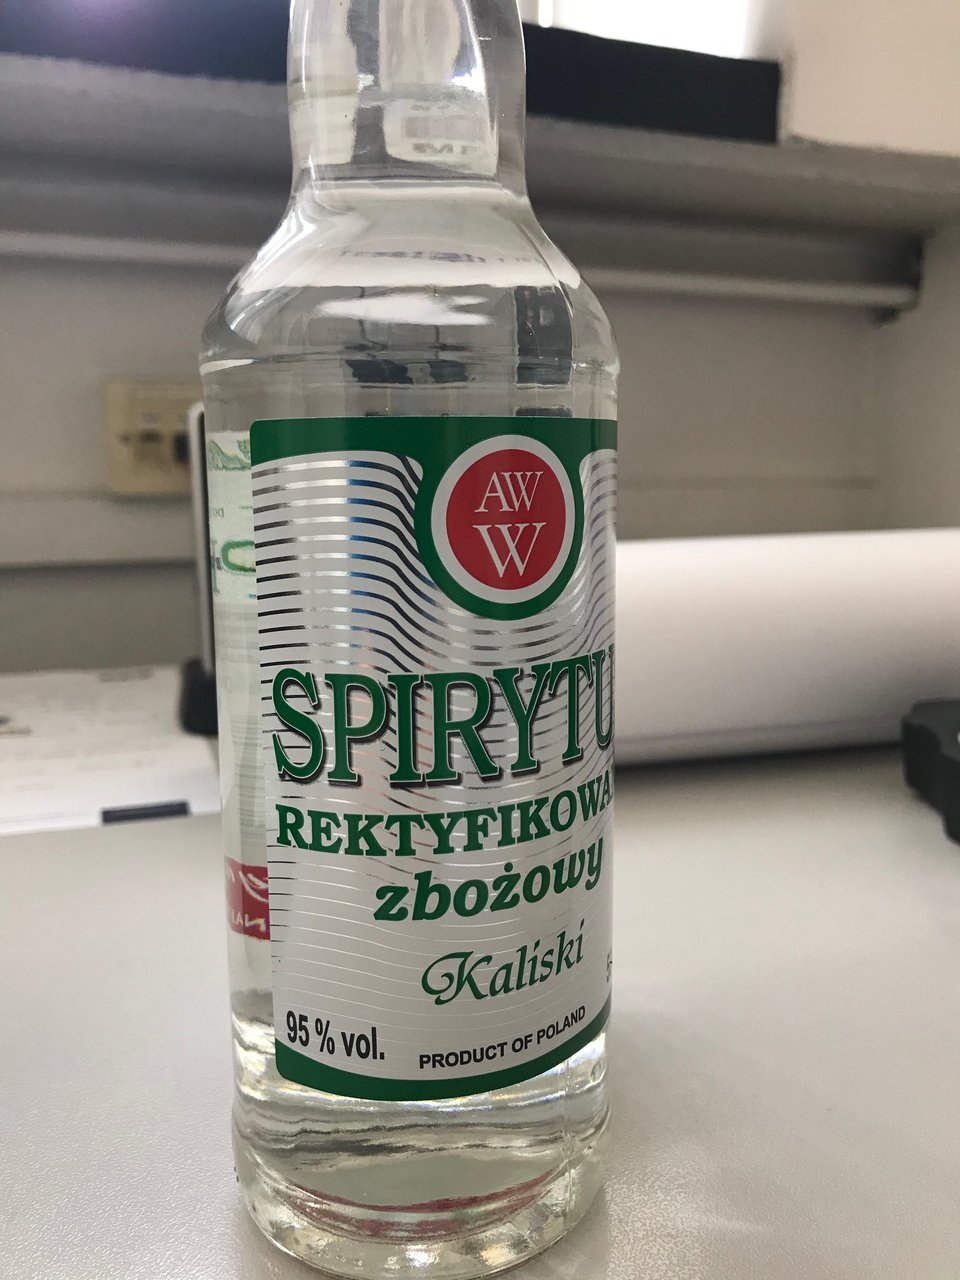 AW
W
SPIRYTU
REKTYFIKOWA
zbożowy
Kaliski
95 % vol.
PRODUCT OF POLAND